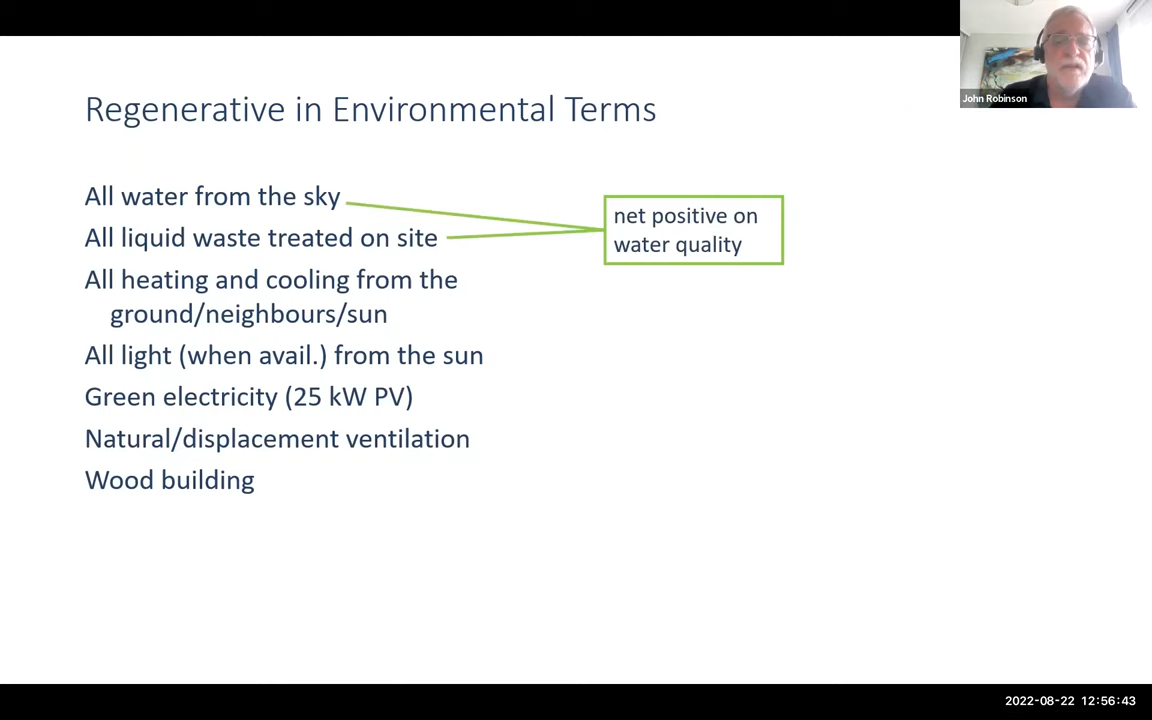 John Robinson
Regenerative in Environmental Terms
All water from the sky
All liquid waste treated on site
All heating and cooling from the
ground/neighbours/sun
All light (when avail.) from the sun
Green electricity (25 kW PV)
Natural/displacement ventilation
Wood building
net positive on
water quality
2022-08-22 12:56:43